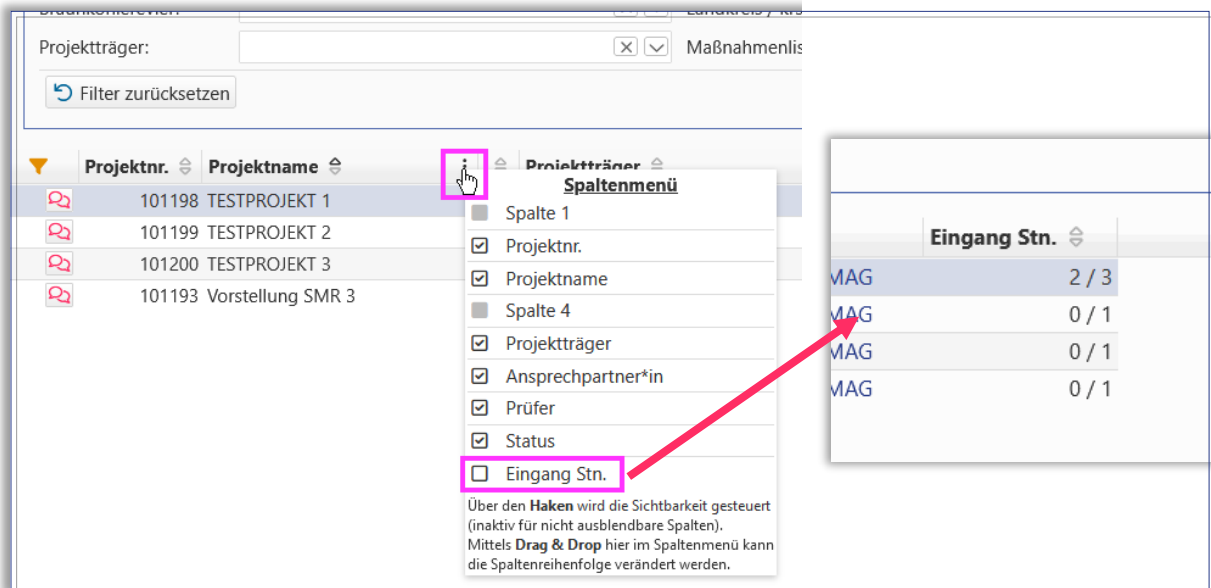 Projektträger:
Maßnahmenlis
Filter zurücksetzen
Projektnr. Projektname Projektträger
101198 TESTPROJEKT 1
101199 TESTPROJEKT 2
101200 TESTPROJEKT 3
101193 Vorstellung SMR 3
Spaltenmenü
Spalte 1
Projektnr.
Projektname
Spalte 4
Projektträger
Ansprechpartner*in
Prüfer
Status
Eingang Stn.
Über den Haken wird die Sichtbarkeit gesteuert
(inaktiv für nicht ausblendbare Spalten).
Mittels Drag & Drop hier im Spaltenmenü kann
die Spaltenreihenfolge verändert werden.
Eingang Stn.
MAG 2 / 3
MAG 0 / 1
MAG 0 / 1
MAG 0 / 1